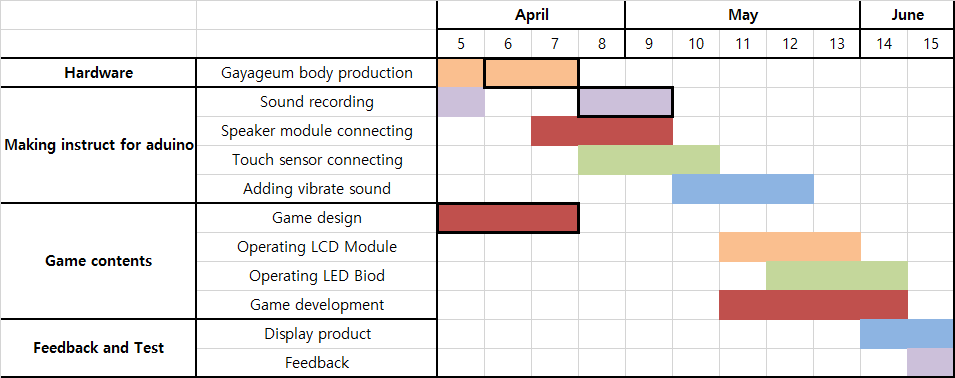 April May June
5 6 7 8 9 10 11 12 13 14 15
Hardware Gayageum body production
Sound recording
Speaker module connecting
Making instruct for aduino
Touch sensor connecting
Adding vibrate sound
Game design
Operating LCD Module
Game contents
Operating LED Biod
Game development
Display product
Feedback and Test
Feedback